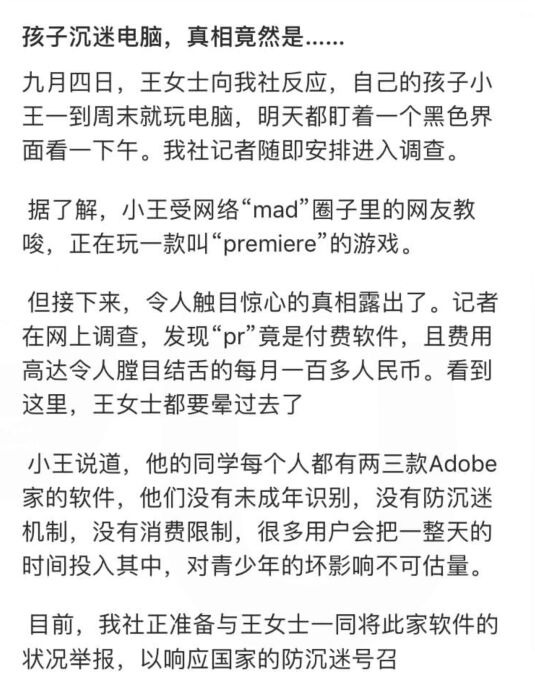 孩子沉迷电脑，真相竟然是……
九月四日，王女士向我社反应，自己的孩子小
王一到周末就玩电脑，明天都盯着一个黑色界
面看一下午。我社记者随即安排进入调查。
据了解，小王受网络“mad”圈子里的网友教
唆，正在玩一款叫“premiere”的游戏。
但接下来，令人触目惊心的真相露出了。记者
在网上调查，发现“pr”竟是付费软件，且费用
高达令人瞠目结舌的每月一百多人民币。看到
这里，王女士都要晕过去了
小王说道，他的同学每个人都有两三款Adobe
家的软件，他们没有未成年识别，没有防沉迷
机制，没有消费限制，很多用户会把一整天的
时间投入其中，对青少年的坏影响不可估量。
目前，我社正准备与王女士一同将此家软件的
状况举报，以响应国家的防沉迷号召